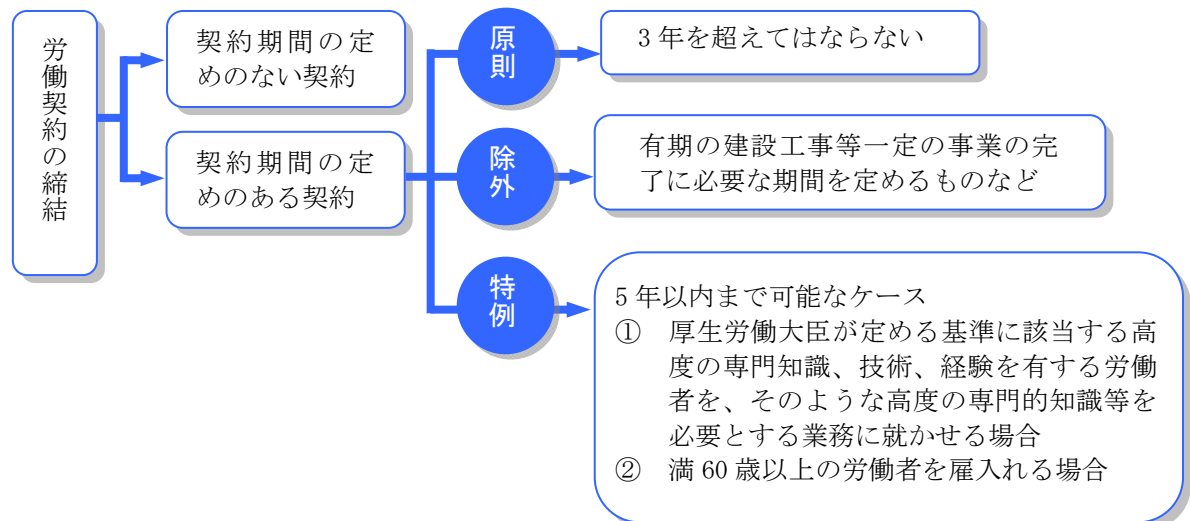 労働契約の締結
契約期間の定
めのない契約
契約期間の定
めのある契約
原則
3年を超えてはならない
除外
有期の建設工事等一定の事業の完
了に必要な期間を定めるものなど
特例
5年以内まで可能なケース
① 厚生労働大臣が定める基準に該当する高
度の専門知識、技術、経験を有する労働
者を、そのような高度の専門的知識等を
必要とする業務に就かせる場合
② 満60歳以上の労働者を雇入れる場合